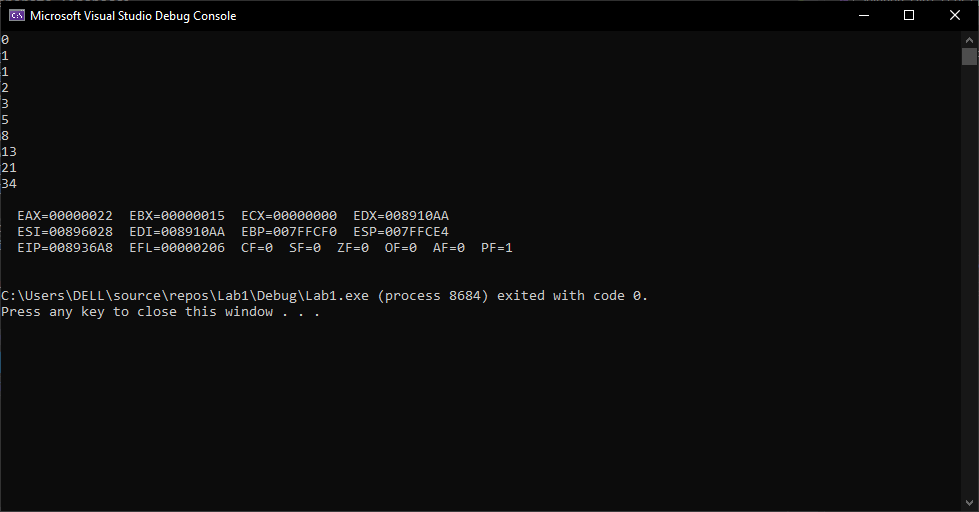 Microsoft Visual Studio Debug Console
0
1
1
2
3
5
8
13
21
34
EAX=00000022  EBX=00000015  ECX=00000000  EDX=008910AA
ESI=00896028  EDI=008910AA  EBP=007FFCF0  ESP=007FFCE4
EIP=008936A8  EFL=00000206  CF=0  SF=0  ZF=0  OF=0  AF=0  PF=1
C:\Users\DELL\source\repos\Lab1\Debug\Lab1.exe (process 8684) exited with code 0.
Press any key to close this window . . .